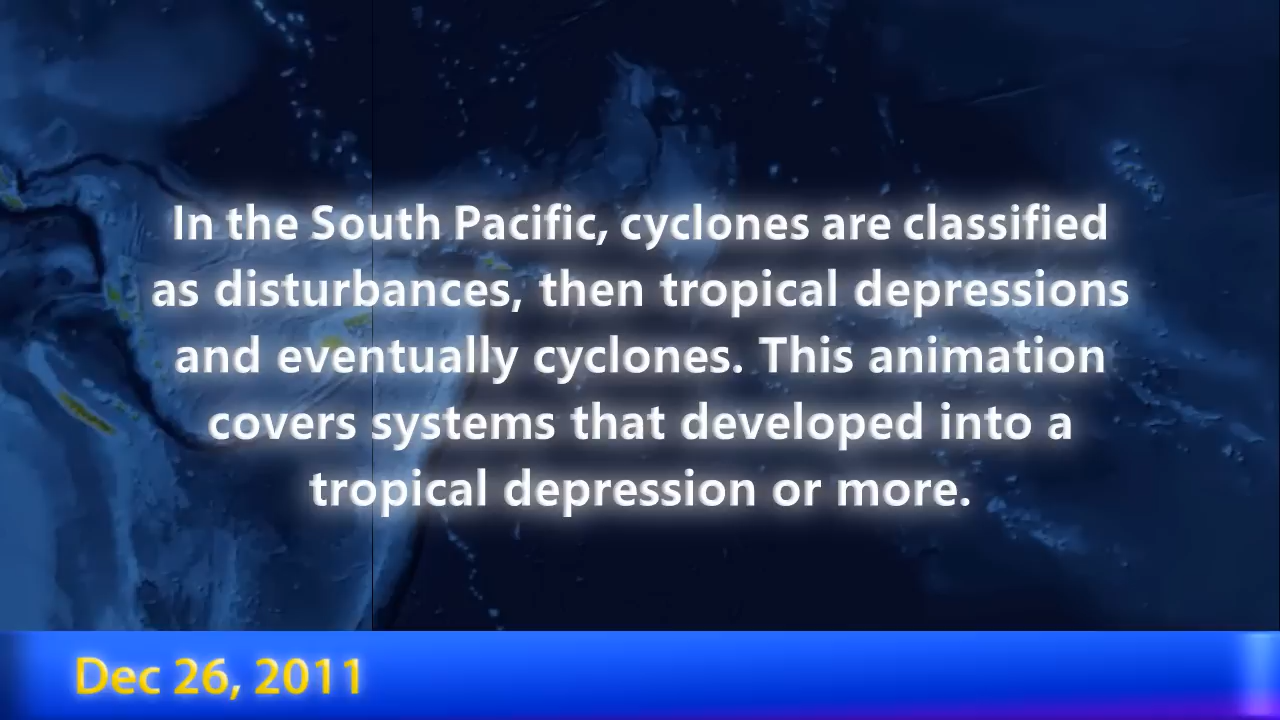 In the South Pacific, cyclones are classified
as disturbances, then tropical depressions
and eventually cyclones. This animation
covers systems that developed into a
tropical depression or more.
Dec 26, 2011